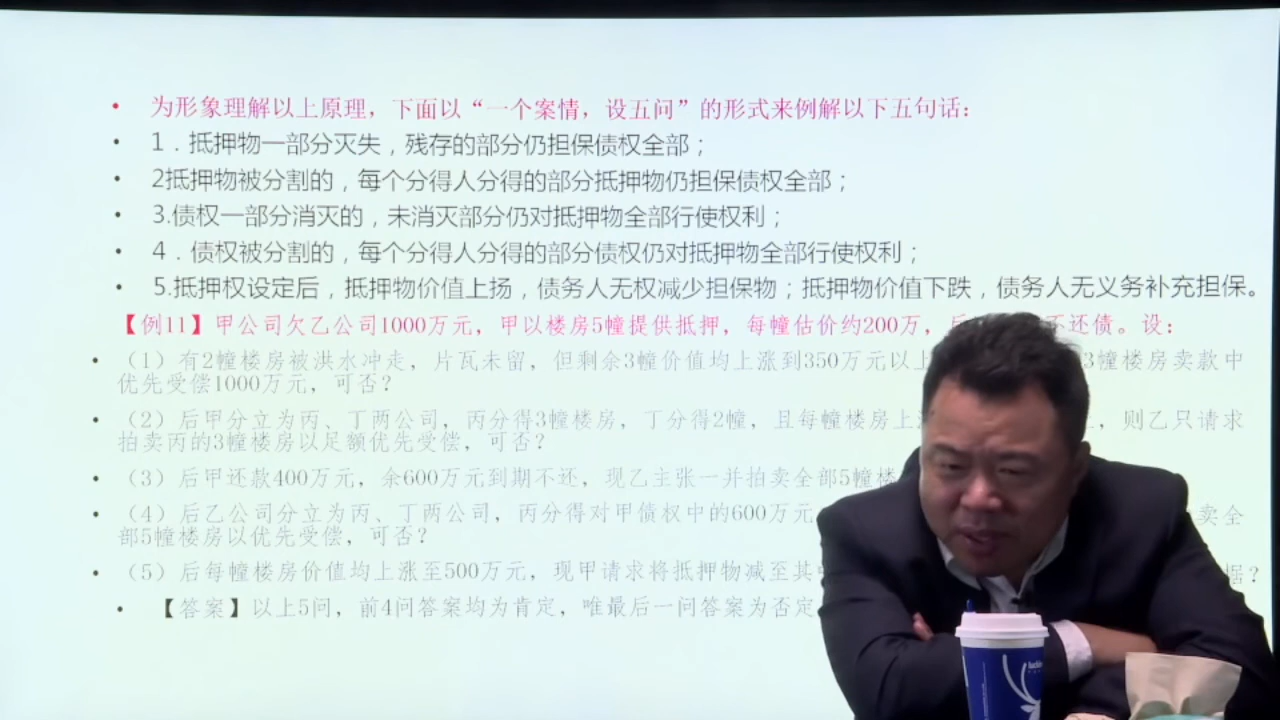 • 为形象理解以上原理，下面以“一个案情，设五问”的形式来例解以下五句话：
• 1．抵押物一部分灭失，残存的部分仍担保债权全部；
• 2抵押物被分割的，每个分得人分得的部分抵押物仍担保债权全部；
• 3.债权一部分消灭的，未消灭部分仍对抵押物全部行使权利；
• 4．债权被分割的，每个分得人分得的部分债权仍对抵押物全部行使权利；
• 5.抵押权设定后，抵押物价值上扬，债务人无权减少担保物；抵押物价值下跌，债务人无义务补充担保。
【例11】甲公司欠乙公司1000万元，甲以楼房5幢提供抵押，每幢估价约200万，不还债。设：
• （1）有2幢楼房被洪水冲走，片瓦未留，但剩余3幢价值均上涨到350万元以上 3幢楼房卖款中
优先受偿1000万元，可否？
• （2）后甲分立为丙、丁两公司，丙分得3幢楼房，丁分得2幢，且每幢楼房上 ，则乙只请求
拍卖丙的3幢楼房以足额优先受偿，可否？
• （3）后甲还款400万元，余600万元到期不还，现乙主张一并拍卖全部5幢楼
• （4）后乙公司分立为丙、丁两公司，丙分得对甲债权中的600万元 卖全
部5幢楼房以优先受偿，可否？
• （5）后每幢楼房价值均上涨至500万元，现甲请求将抵押物减至其 ？
• 【答案】以上5问，前4问答案均为肯定，唯最后一问答案为否定